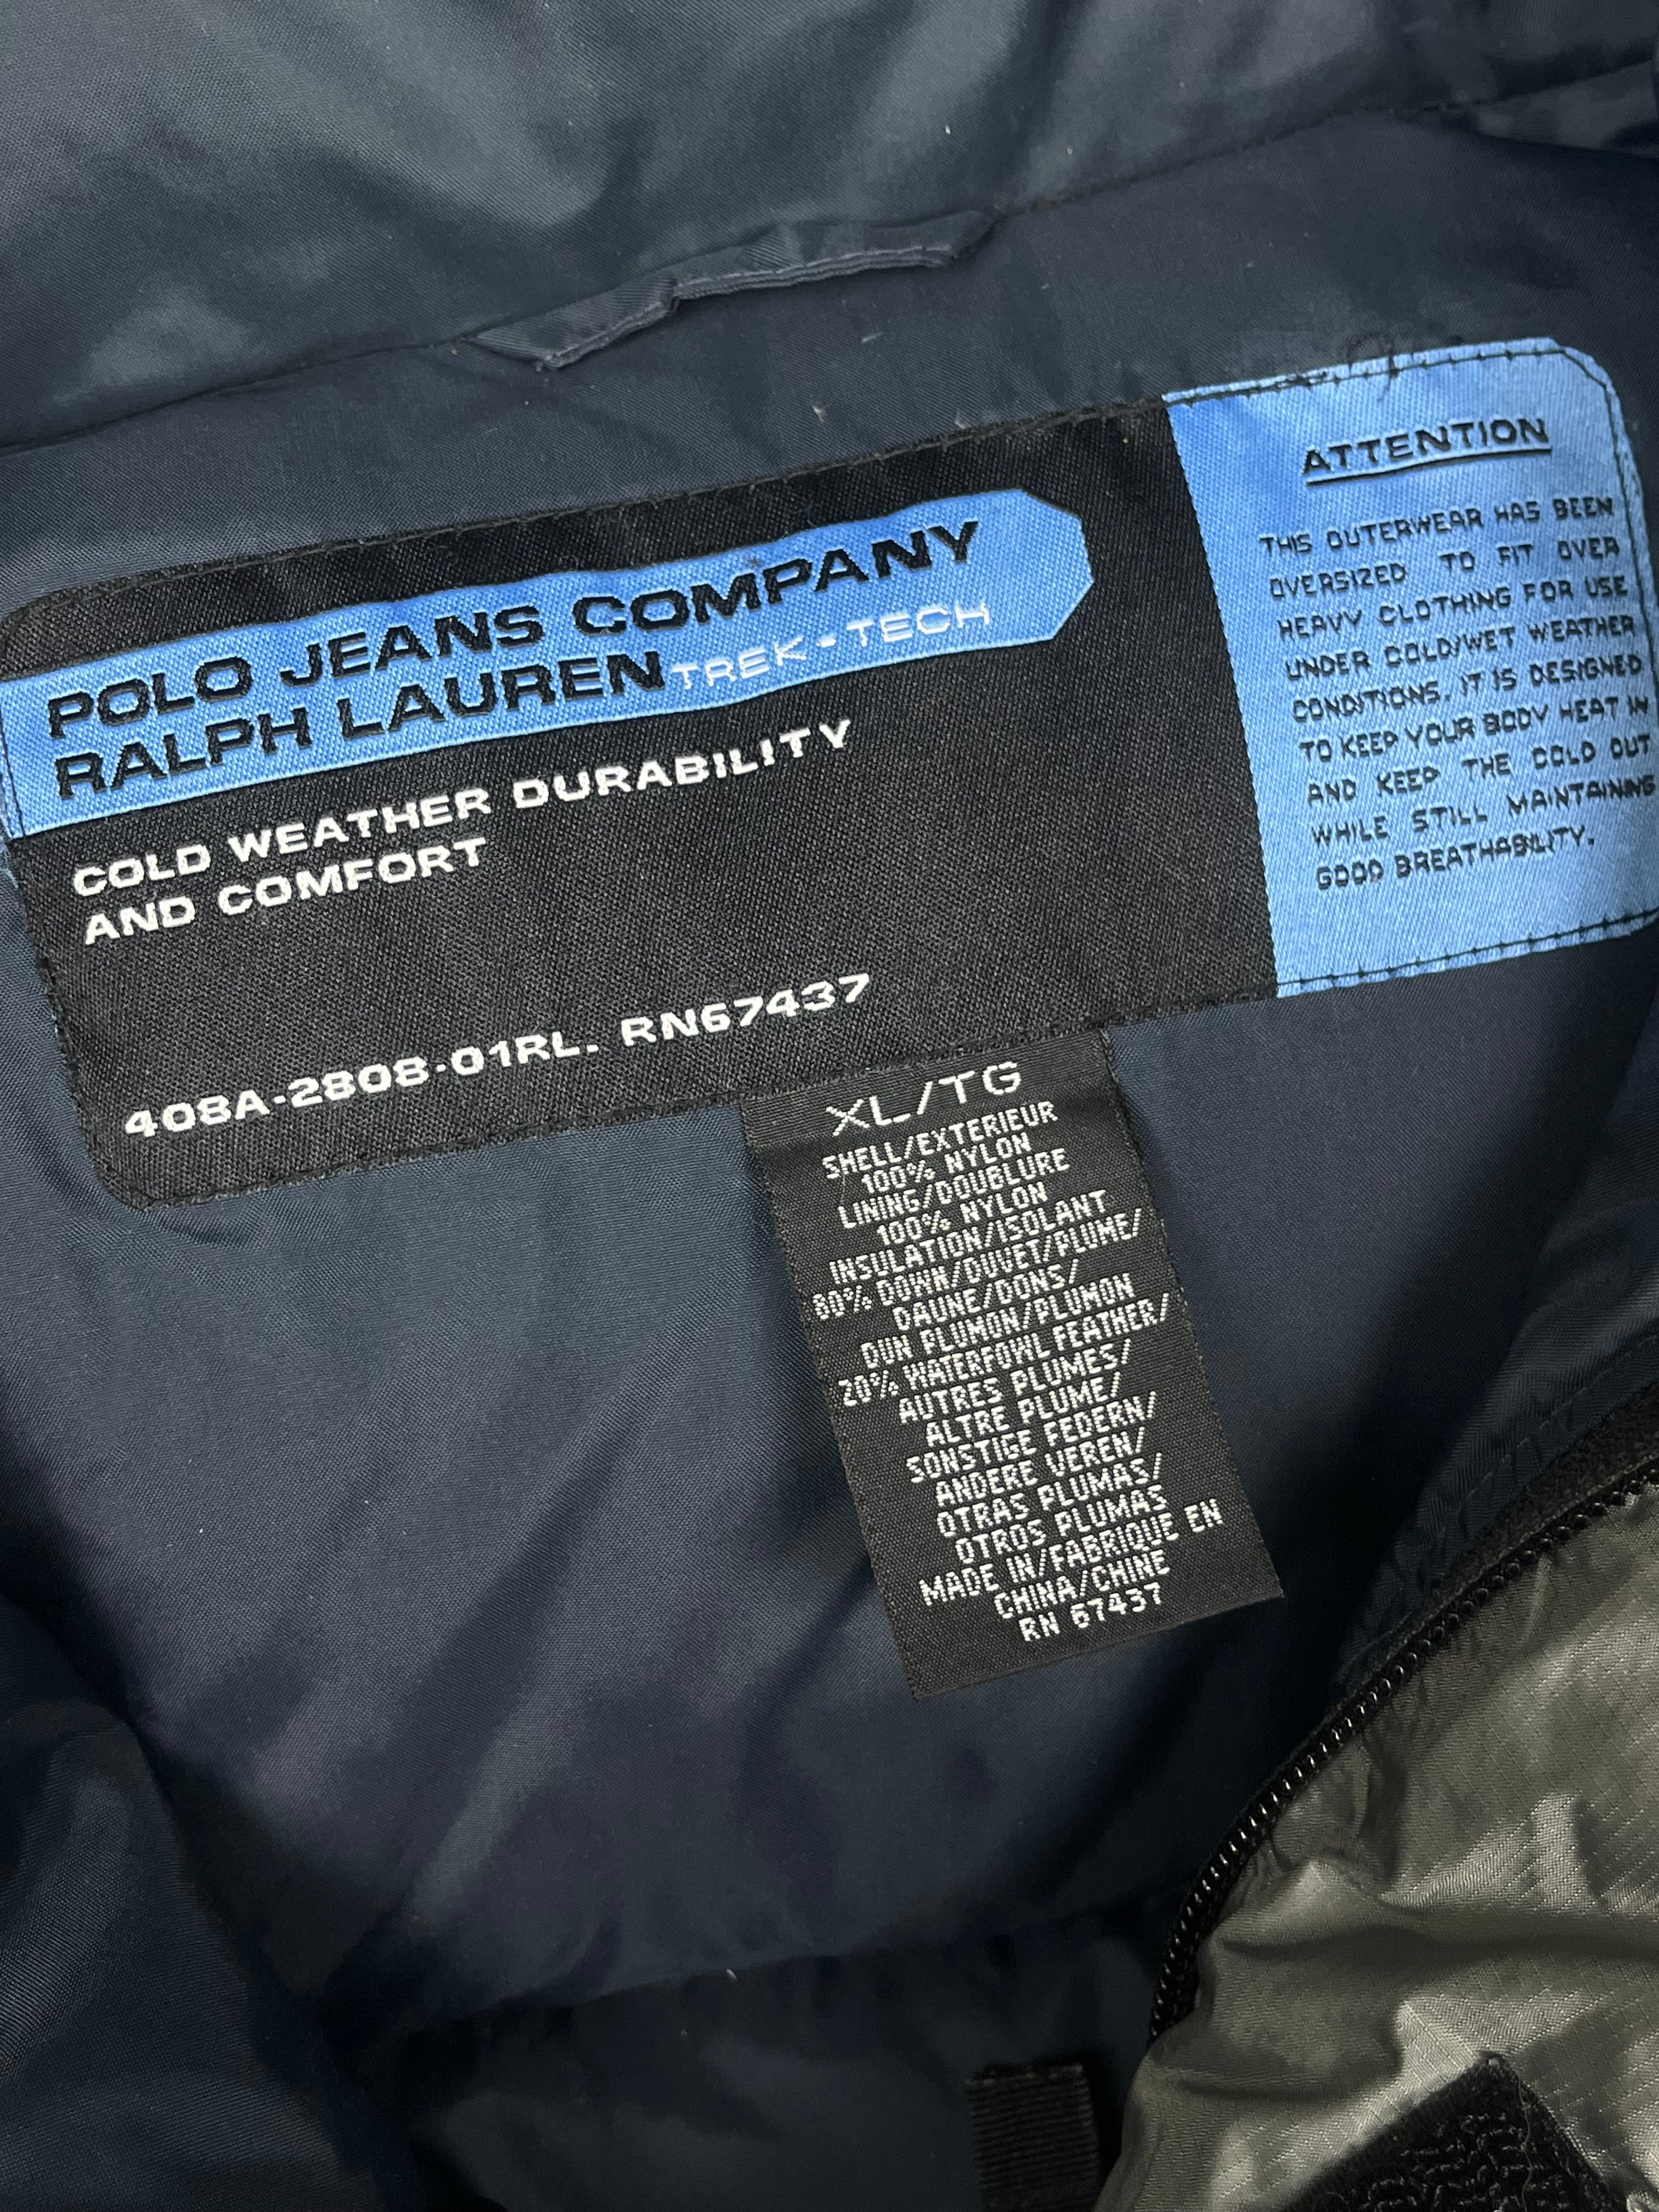 POLO JEANS COMPANY
RALPH LAUREN TREK-TECH
COLD WEATHER DURABILITY
AND COMFORT
408A-2808-01RL. RN67437
ATTENTION
THIS OUTERWEAR HAS BEEN
OVERSIZED TO FIT OVER
HEAVY CLOTHING FOR USE
UNDER COLD/WET WEATHER
CONDITIONS. IT IS DESIGNED
TO KEEP YOUR BODY HEAT IN
AND KEEP THE COLD OUT
WHILE STILL MAINTAINING
GOOD BREATHABILITY.
XL/TG
SHELL/EXTERIEUR
100% NYLON
LINING/DOUBLURE
100% NYLON
INSULATION/ISOLANT
80% DOWN/DUVET/PLUME/
DAUNE/DONS/
DUN PLUMON/PLUMON
20% WATERFOWL FEATHER/
AUTRES PLUMES/
ALTRE PLUME/
SONSTIGE FEDERN/
ANDERE VEREN/
OTRAS PLUMAS/
OTROS PLUMAS
MADE IN/FABRIQUE EN
CHINA/CHINE
RN 67437